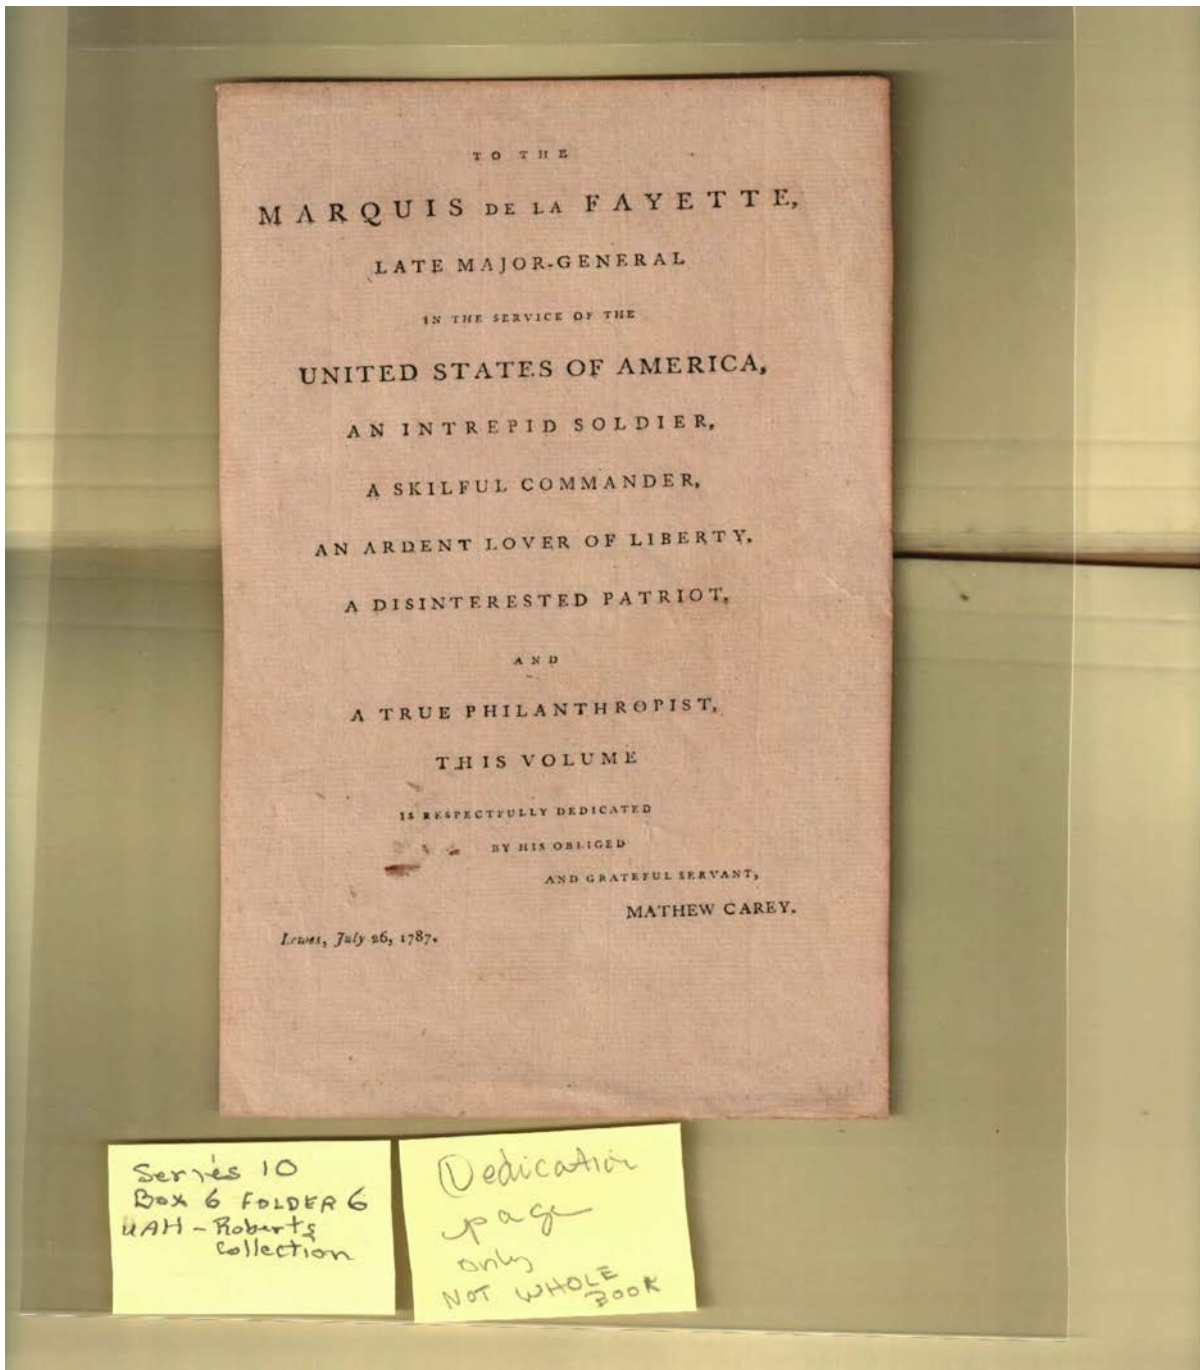 TO THE
MARQUIS DE LA FAYETTE,
LATE MAJOR-GENERAL
IN THE SERVICE OF THE
UNITED STATES OF AMERICA,
AN INTREPID SOLDIER,
A SKILFUL COMMANDER,
AN ARDENT LOVER OF LIBERTY,
A DISINTERESTED PATRIOT,
AND
A TRUE PHILANTHROPIST,
THIS VOLUME
IS RESPECTFULLY DEDICATED
BY HIS OBLIGED
AND GRATEFUL SERVANT,
MATHEW CAREY.
Lewes, July 26, 1787.
Series 10
Box 6 FOLDER 6
UAH - Roberts
Collection
Dedication
page
only
NOT WHOLE
BOOK